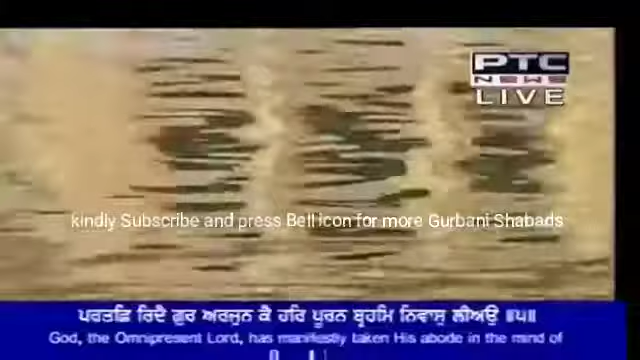 PTC
NEWS
LIVE
kindly Subscribe and press Bell icon for more Gurbani Shabads
ਪਰਤਛਿ ਰਿਦੈ ਗੁਰ ਅਰਜੁਨ ਕੈ ਹਰਿ ਪੂਰਨ ਬ੍ਰਹਮਿ ਨਿਵਾਸੁ ਲੀਅਉ ॥੫॥
God, the Omnipresent Lord, has manifestly taken His abode in the mind of